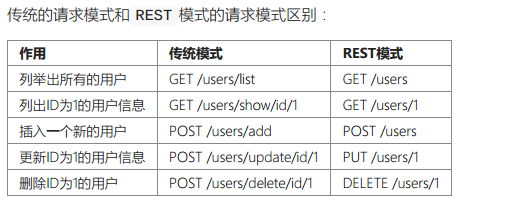 传统的请求模式和 REST 模式的请求模式区别：
作用 传统模式 REST模式
列举出所有的用户 GET /users/list GET /users
列出ID为1的用户信息 GET /users/show/id/1 GET /users/1
插入一个新的用户 POST /users/add POST /users
更新ID为1的用户信息 POST /users/update/id/1 PUT /users/1
删除ID为1的用户 POST /users/delete/id/1 DELETE /users/1